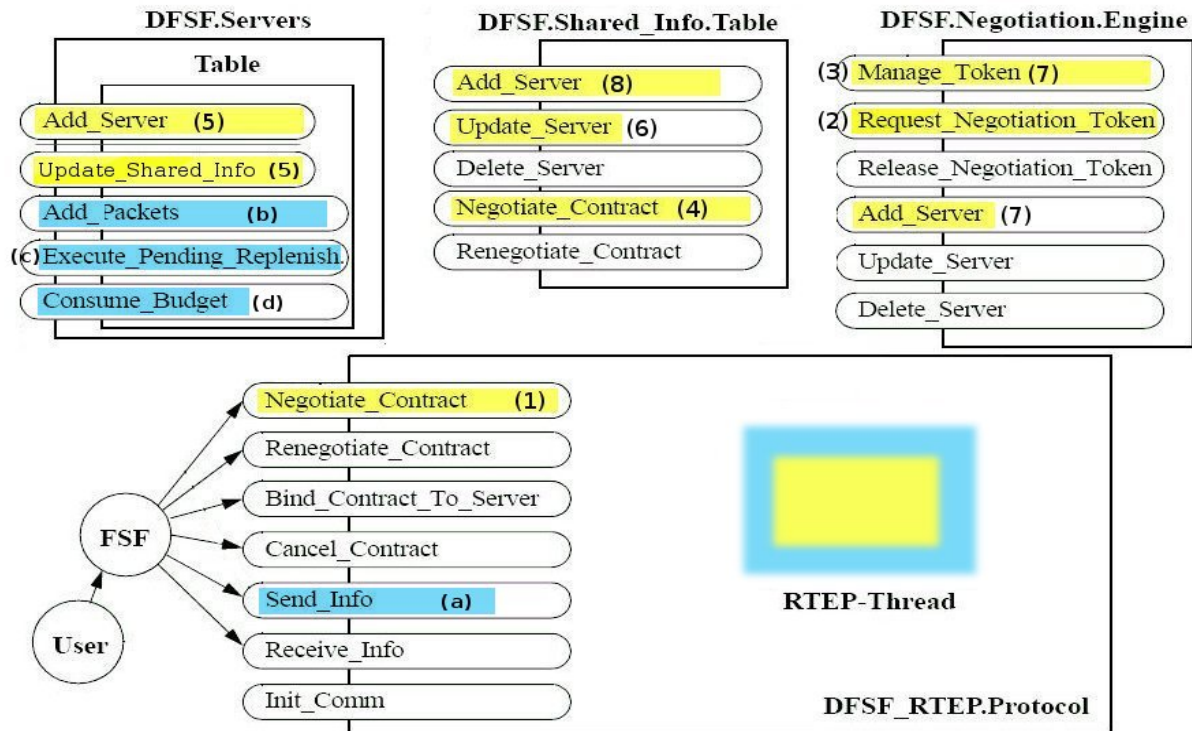 DFSF.Servers
Table
Add_Server (5)
Update_Shared_Info (5)
Add_Packets (b)
(c) Execute_Pending_Replenish.
Consume_Budget (d)
DFSF.Shared_Info.Table
Add_Server (8)
Update_Server (6)
Delete_Server
Negotiate_Contract (4)
Renegotiate_Contract
DFSF.Negotiation.Engine
(3) Manage_Token (7)
(2) Request_Negotiation_Token
Release_Negotiation_Token
Add_Server (7)
Update_Server
Delete_Server
Negotiate_Contract (1)
Renegotiate_Contract
Bind_Contract_To_Server
Cancel_Contract
Send_Info (a)
Receive_Info
Init_Comm
FSF
User
RTEP-Thread
DFSF_RTEP.Protocol